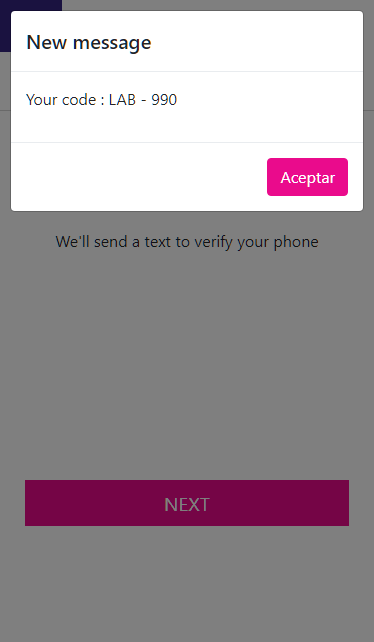 New message
Your code : LAB - 990
Aceptar
We'll send a text to verify your phone
NEXT